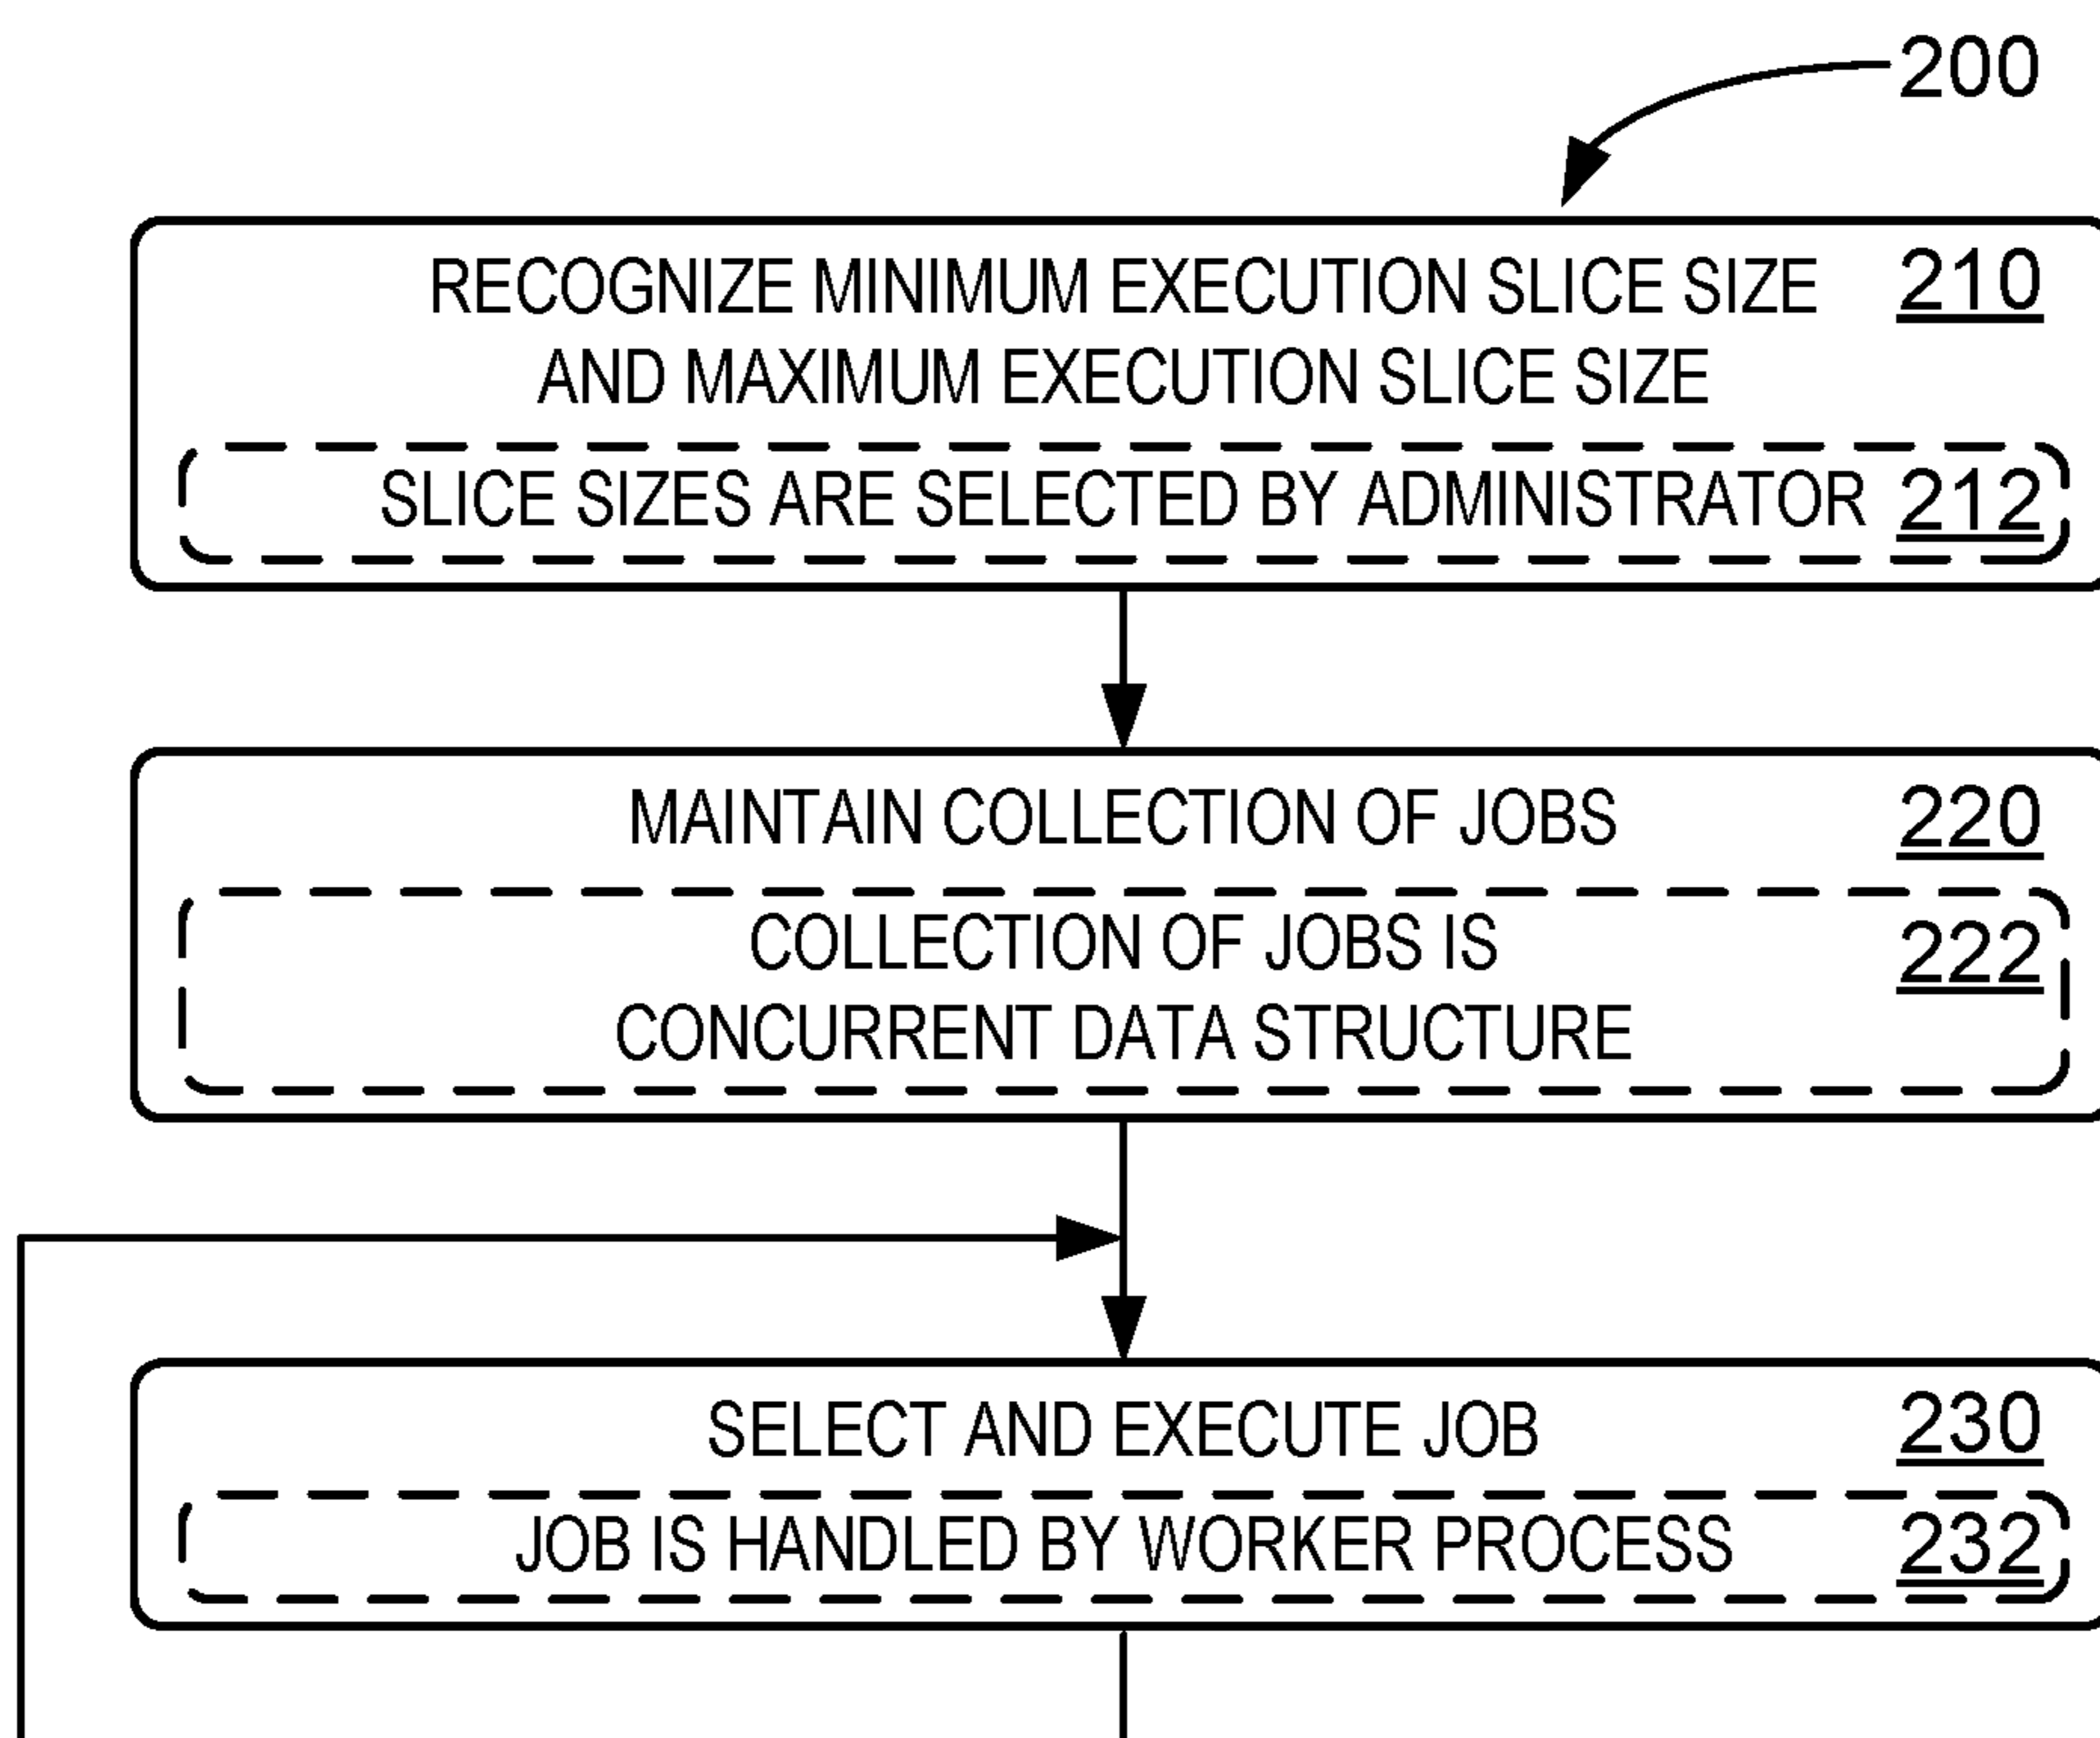 200
RECOGNIZE MINIMUM EXECUTION SLICE SIZE 210
AND MAXIMUM EXECUTION SLICE SIZE
SLICE SIZES ARE SELECTED BY ADMINISTRATOR 212
MAINTAIN COLLECTION OF JOBS 220
COLLECTION OF JOBS IS 222
CONCURRENT DATA STRUCTURE
SELECT AND EXECUTE JOB 230
JOB IS HANDLED BY WORKER PROCESS 232